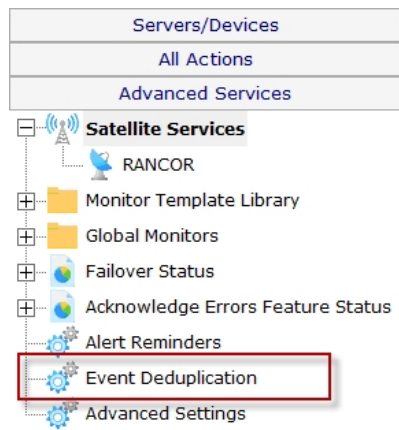 Servers/Devices
All Actions
Advanced Services
Satellite Services
RANCOR
Monitor Template Library
Global Monitors
Failover Status
Acknowledge Errors Feature Status
Alert Reminders
Event Deduplication
Advanced Settings